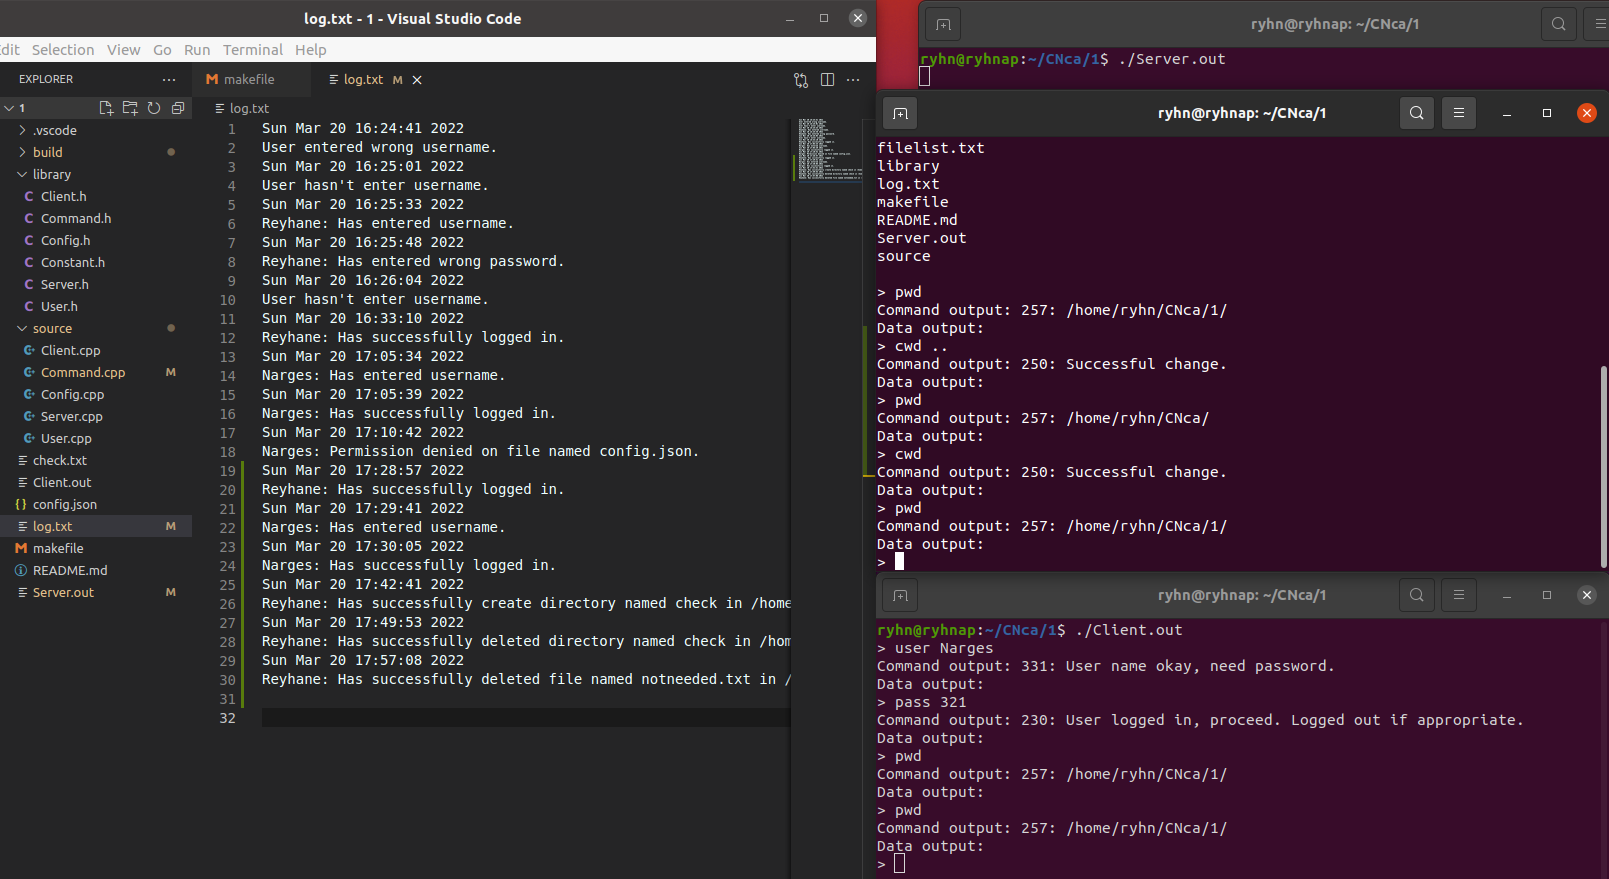 log.txt - 1 - Visual Studio Code
dit Selection View Go Run Terminal Help
EXPLORER
1
.vscode
build
library
Client.h
Command.h
Config.h
Constant.h
Server.h
User.h
source
Client.cpp
Command.cpp M
Config.cpp
Server.cpp
User.cpp
check.txt
Client.out
config.json
log.txt M
makefile
README.md
Server.out M
makefile
log.txt M
log.txt
1 Sun Mar 20 16:24:41 2022
2 User entered wrong username.
3 Sun Mar 20 16:25:01 2022
4 User hasn't enter username.
5 Sun Mar 20 16:25:33 2022
6 Reyhane: Has entered username.
7 Sun Mar 20 16:25:48 2022
8 Reyhane: Has entered wrong password.
9 Sun Mar 20 16:26:04 2022
10 User hasn't enter username.
11 Sun Mar 20 16:33:10 2022
12 Reyhane: Has successfully logged in.
13 Sun Mar 20 17:05:34 2022
14 Narges: Has entered username.
15 Sun Mar 20 17:05:39 2022
16 Narges: Has successfully logged in.
17 Sun Mar 20 17:10:42 2022
18 Narges: Permission denied on file named config.json.
19 Sun Mar 20 17:28:57 2022
20 Reyhane: Has successfully logged in.
21 Sun Mar 20 17:29:41 2022
22 Narges: Has entered username.
23 Sun Mar 20 17:30:05 2022
24 Narges: Has successfully logged in.
25 Sun Mar 20 17:42:41 2022
26 Reyhane: Has successfully create directory named check in /home
27 Sun Mar 20 17:49:53 2022
28 Reyhane: Has successfully deleted directory named check in /hom
29 Sun Mar 20 17:57:08 2022
30 Reyhane: Has successfully deleted file named notneeded.txt in /
31
32
ryhn@ryhnap: ~/CNca/1
ryhn@ryhnap:~/CNca/1$ ./Server.out
ryhn@ryhnap: ~/CNca/1
filelist.txt
library
log.txt
makefile
README.md
Server.out
source
> pwd
Command output: 257: /home/ryhn/CNca/1/
Data output:
> cwd ..
Command output: 250: Successful change.
Data output:
> pwd
Command output: 257: /home/ryhn/CNca/
Data output:
> cwd
Command output: 250: Successful change.
Data output:
> pwd
Command output: 257: /home/ryhn/CNca/1/
Data output:
>
ryhn@ryhnap: ~/CNca/1
ryhn@ryhnap:~/CNca/1$ ./Client.out
> user Narges
Command output: 331: User name okay, need password.
Data output:
> pass 321
Command output: 230: User logged in, proceed. Logged out if appropriate.
Data output:
> pwd
Command output: 257: /home/ryhn/CNca/1/
Data output:
> pwd
Command output: 257: /home/ryhn/CNca/1/
Data output:
>